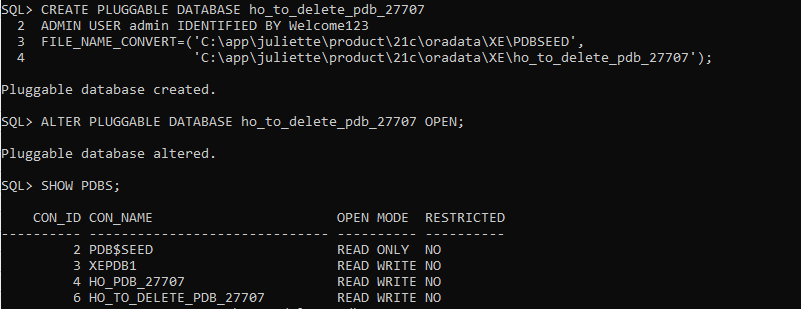 SQL> CREATE PLUGGABLE DATABASE ho_to_delete_pdb_27707
  2  ADMIN USER admin IDENTIFIED BY Welcome123
  3  FILE_NAME_CONVERT=('C:\app\juliette\product\21c\oradata\XE\PDBSEED',
  4                     'C:\app\juliette\product\21c\oradata\XE\ho_to_delete_pdb_27707');
Pluggable database created.
SQL> ALTER PLUGGABLE DATABASE ho_to_delete_pdb_27707 OPEN;
Pluggable database altered.
SQL> SHOW PDBS;
    CON_ID CON_NAME                       OPEN MODE  RESTRICTED
---------- ------------------------------ ---------- ----------
         2 PDB$SEED                       READ ONLY  NO
         3 XEPDB1                         READ WRITE NO
         4 HO_PDB_27707                   READ WRITE NO
         6 HO_TO_DELETE_PDB_27707         READ WRITE NO